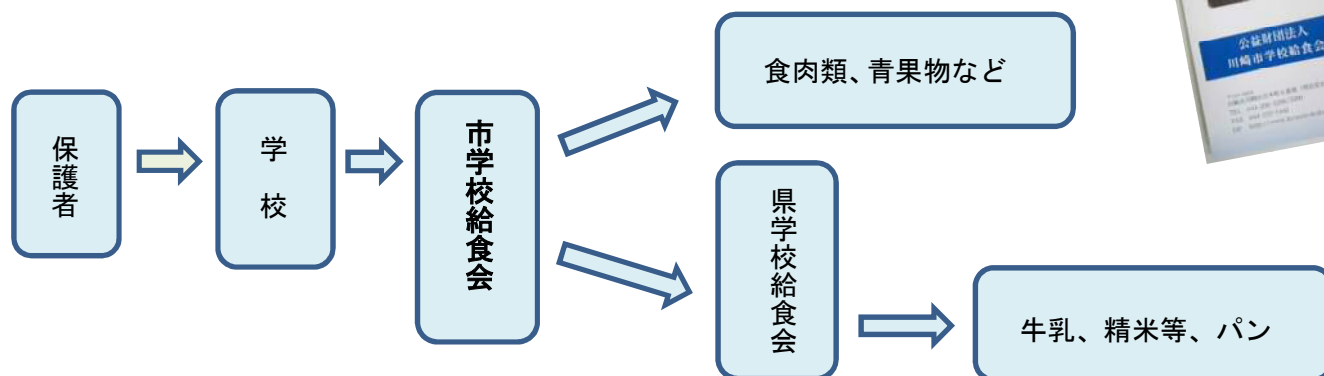 保護者
学校
市学校給食会
食肉類、青果物など
県学校給食会
牛乳、精米等、パン
公益財団法人
川崎市学校給食会